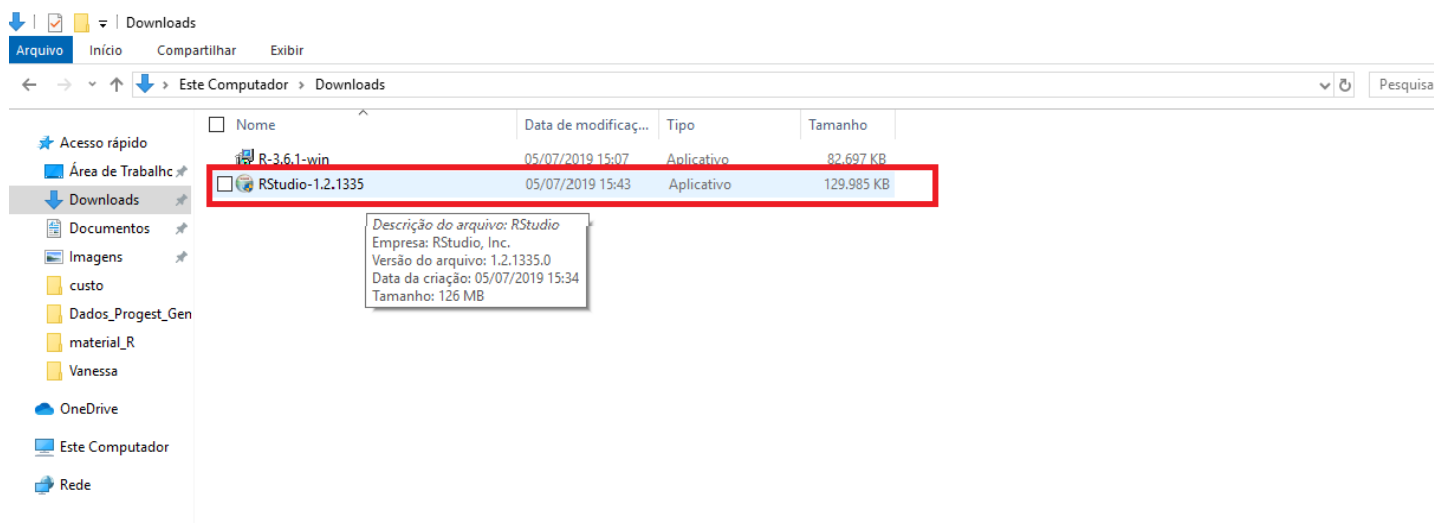 Downloads
Arquivo Início Compartilhar Exibir
Este Computador > Downloads Pesquisa
Nome Data de modificaç... Tipo Tamanho
R-3.6.1-win 05/07/2019 15:07 Aplicativo 82.697 KB
RStudio-1.2.1335 05/07/2019 15:43 Aplicativo 129.985 KB
Descrição do arquivo: RStudio
Empresa: RStudio, Inc.
Versão do arquivo: 1.2.1335.0
Data da criação: 05/07/2019 15:34
Tamanho: 126 MB
Acesso rápido
Área de Trabalhc
Downloads
Documentos
Imagens
custo
Dados_Progest_Gen
material_R
Vanessa
OneDrive
Este Computador
Rede